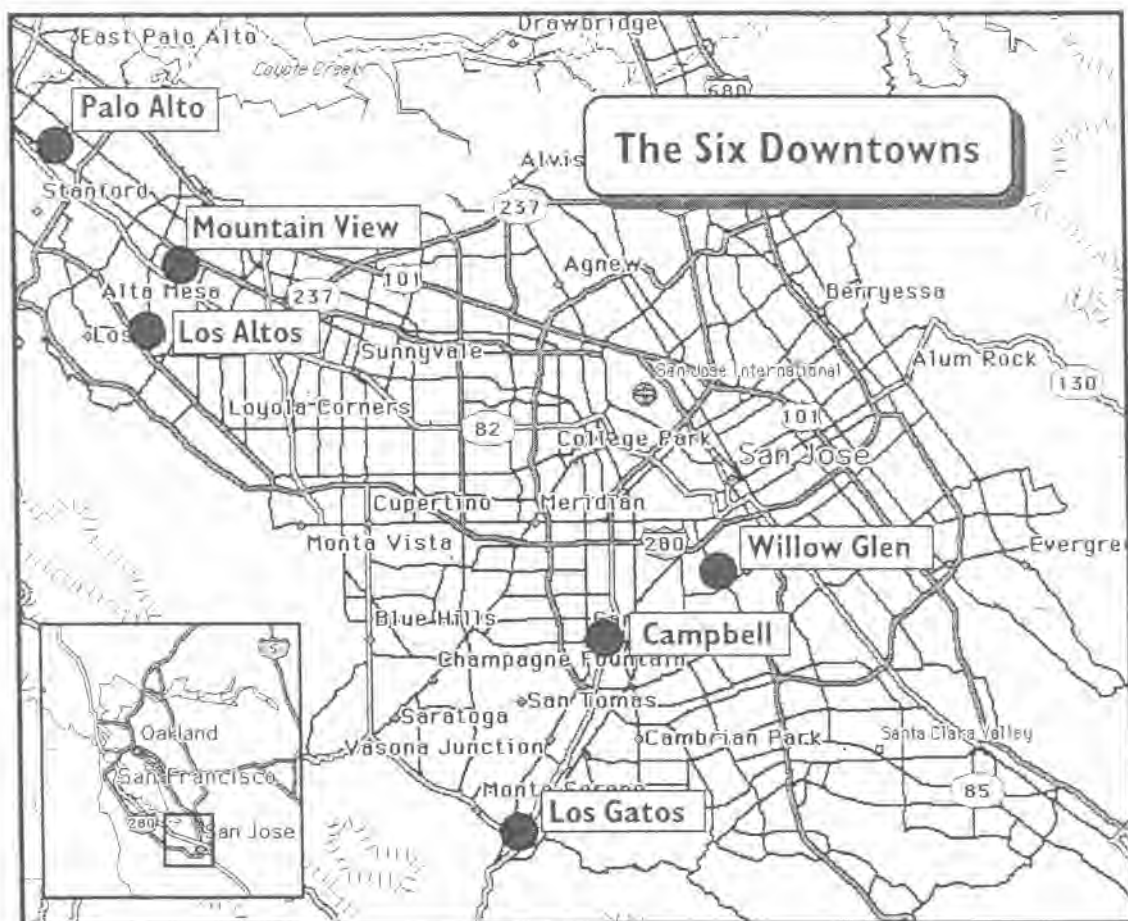 Drawbridge
East Palo Alto
Coyote Creek
680
Palo Alto
The Six Downtowns
Alvis
Stanford
237
Mountain View
Agnew
101
Alta Mesa
237
Berryessa
Los
Los Altos
Sunnyvale
San Jose International
Alum Rock
130
Loyola Corners
101
82
College Park
San Jose
Cupertino
Meridian
Monta Vista
280
Willow Glen
Evergre
Blue Hills
Campbell
Champagne Fountain
San Tomas
Saratoga
Oakland
Vasona Junction
Cambrian Park
Santa Clara Valley
San Francisco
85
Los Gatos
280
San Jose